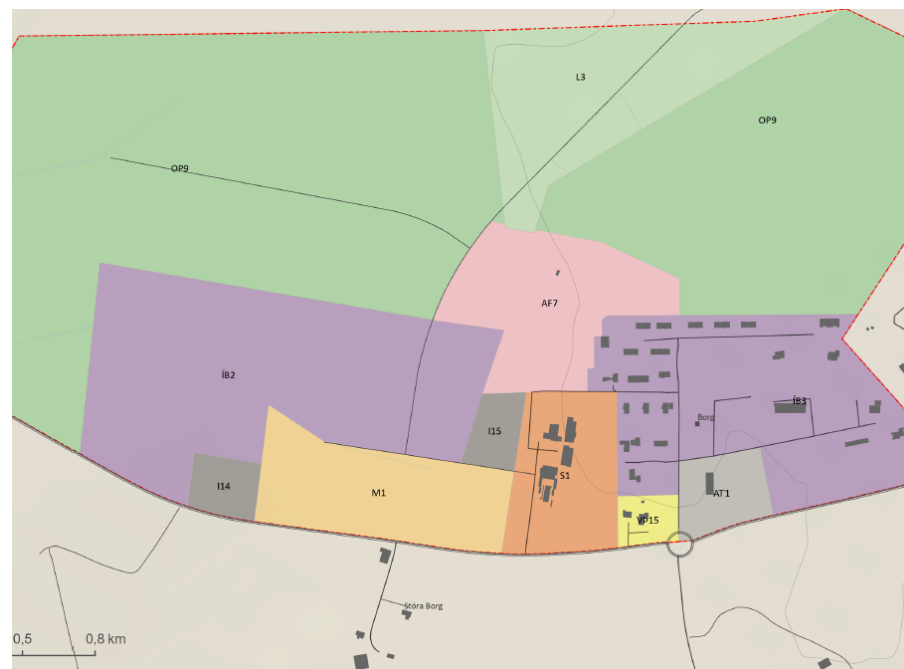 L3
OP9
OP9
AF7
ÍB2
ÍB3
Borg
I15
S1
I14
M1
AT1
VÞ15
Stóra Borg
0,5
0,8 km